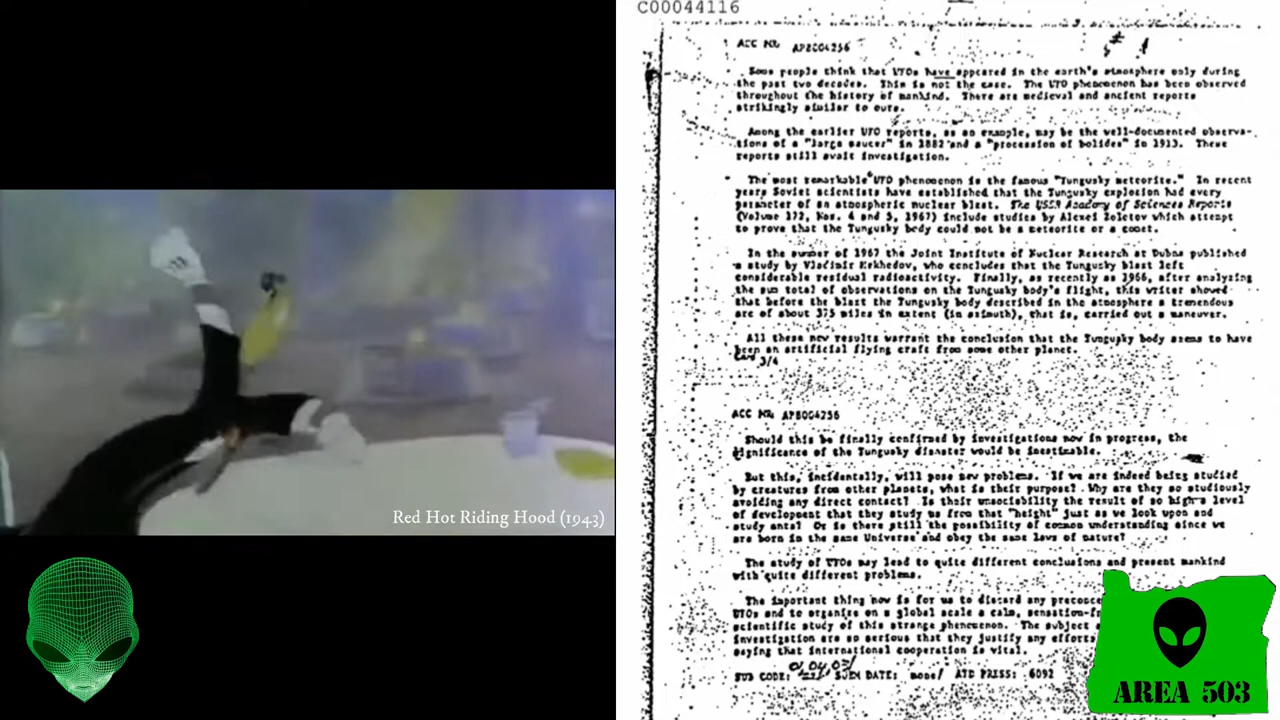 C00044116
ACC NR. AP8004256
Some people think that UFOs have appeared in the earth's atmosphere only during
the past two decades. This is not the case. The UFO phenomenon has been observed
throughout the history of mankind. There are medieval and ancient reports
strikingly similar to ours.
Among the earlier UFO reports, as an example, may be the well-documented observa-
tions of a "large saucer" in 1882 and a "procession of bolides" in 1913. These
reports still await investigation.
The most remarkable UFO phenomenon is the famous "Tungusky meteorite." In recent
years Soviet scientists have established that the Tungusky explosion had every
parameter of an atmospheric nuclear blast. The USSR Academy of Sciences Reports
(Volume 172, Nos. 4 and 5, 1967) include studies by Alexei Zolotov which attempt
to prove that the Tungusky body could not be a meteorite or a comet.
In the summer of 1967 the Joint Institute of Nuclear Research at Dubna published
a study by Vladimir Mekhedov, who concludes that the Tungusky blast left
considerable residual radioactivity. Finally, as recently as 1966, after analyzing
the sum total of observations on the Tungusky body's flight, this writer showed
that before the blast the Tungusky body described in the atmosphere a tremendous
arc of about 375 miles in extent (in azimuth), that is, carried out a maneuver.
All these new results warrant the conclusion that the Tungusky body seems to have
been an artificial flying craft from some other planet.
Card 3/4
ACC NR. AP8004256
Should this be finally confirmed by investigations now in progress, the
significance of the Tungusky disaster would be inestimable.
But this, incidentally, will pose new problems. If we are indeed being studied
by creatures from other planets, what is their purpose? Why are they so studiously
avoiding any direct contact? Is their unsociability the result of so high a level
of development that they study us from that "height" just as we look upon and
study ants? Or is there still the possibility of common understanding since we
are born in the same Universe and obey the same laws of nature?
The study of UFOs may lead to quite different conclusions and present mankind
with quite different problems.
The important thing now is for us to discard any preconce
UFOs and to organize on a global scale a calm, sensation-fr
scientific study of this strange phenomenon. The subject a
investigation are so serious that they justify any efforts
saying that international cooperation is vital.
SUB CODE: SUBM DATE: none/ ATD PRESS: 6092
Red Hot Riding Hood (1943)
AREA 503